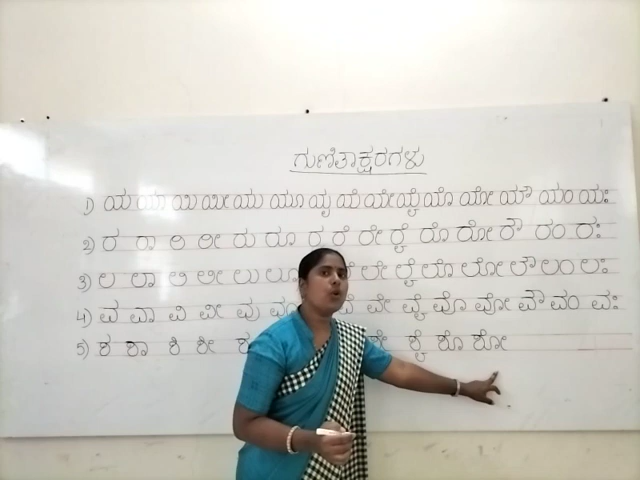 ಗುಣಿತಾಕ್ಷರಗಳು
1) ಯ ಯಾ ಯಿ ಯೀ ಯು ಯೂ ಯೃ ಯೆ ಯೇ ಯೈ ಯೊ ಯೋ ಯೌ ಯಂ ಯಃ
2) ರ ರಾ ರಿ ರೀ ರು ರೂ ರೃ ರೆ ರೇ ರೈ ರೊ ರೋ ರೌ ರಂ ರಃ
3) ಲ ಲಾ ಲಿ ಲೀ ಲು ಲೂ ಲೇ ಲೈ ಲೊ ಲೋ ಲೌ ಲಂ ಲಃ
4) ವ ವಾ ವಿ ವೀ ವು ವೂ ವೆ ವೇ ವೈ ವೊ ವೋ ವೌ ವಂ ವಃ
5) ಶ ಶಾ ಶಿ ಶೀ ಶೇ ಶೈ ಶೊ ಶೋ